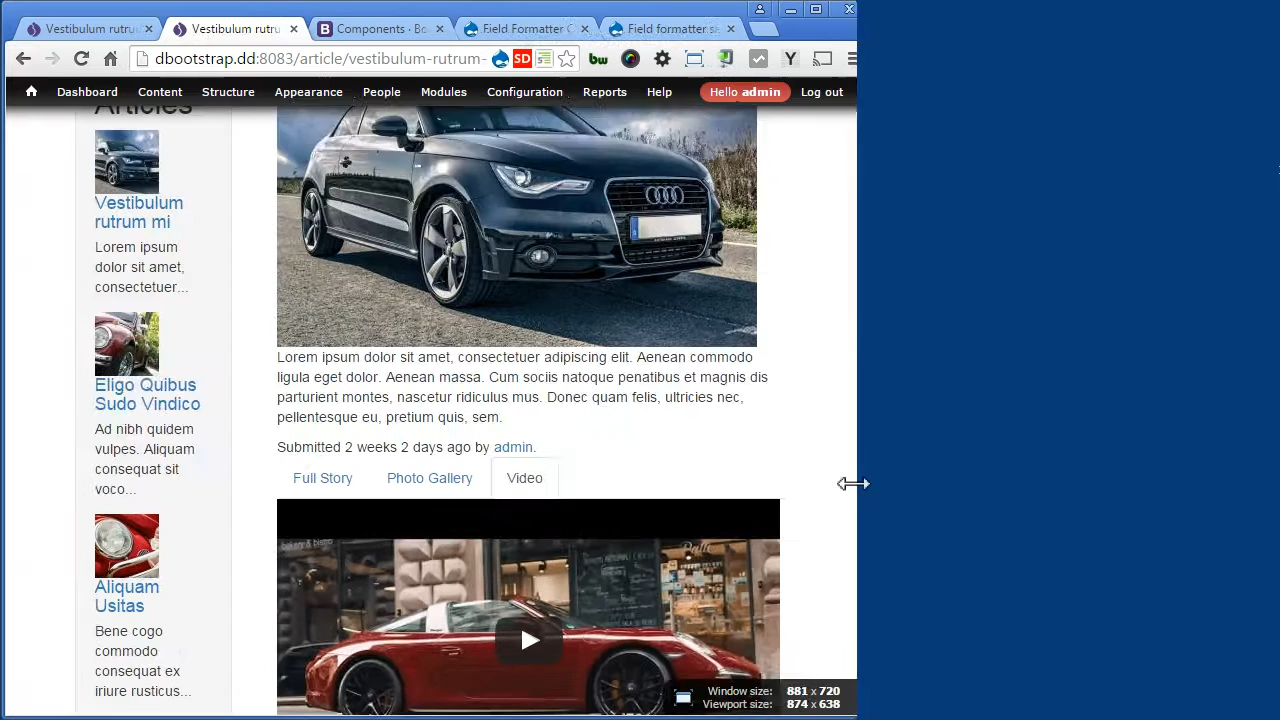 Vestibulum rutru
Vestibulum rutru
Components · Bo
Field Formatter C
Field formatter se
dbootstrap.dd:8083/article/vestibulum-rutrum-
SD
bw
Y
Dashboard Content Structure Appearance People Modules Configuration Reports Help Hello admin Log out
Articles
Vestibulum
rutrum mi
Lorem ipsum
dolor sit amet,
consectetuer...
Eligo Quibus
Sudo Vindico
Ad nibh quidem
vulpes. Aliquam
consequat sit
voco...
Aliquam
Usitas
Bene cogo
commodo
consequat ex
iriure rusticus...
Lorem ipsum dolor sit amet, consectetuer adipiscing elit. Aenean commodo
ligula eget dolor. Aenean massa. Cum sociis natoque penatibus et magnis dis
parturient montes, nascetur ridiculus mus. Donec quam felis, ultricies nec,
pellentesque eu, pretium quis, sem.
Submitted 2 weeks 2 days ago by admin.
Full Story Photo Gallery Video
Window size: 881 x 720
Viewport size: 874 x 638